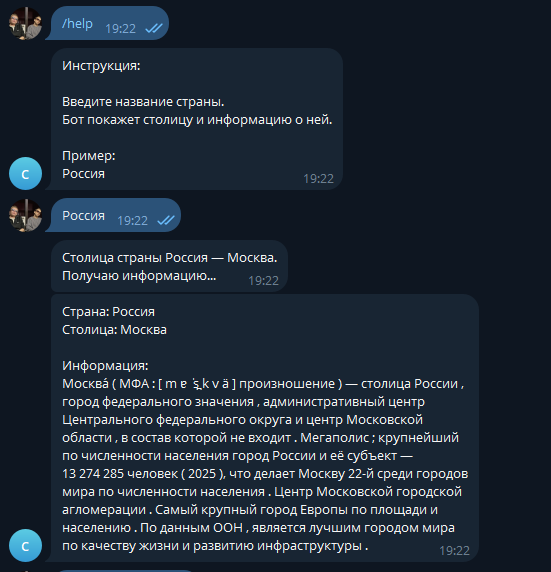 /help 19:22
Инструкция:
Введите название страны.
Бот покажет столицу и информацию о ней.
Пример:
Россия
19:22
С
Россия 19:22
Столица страны Россия — Москва.
Получаю информацию...
19:22
Страна: Россия
Столица: Москва
Информация:
Москва́ ( МФА : [ m ɐ ˈs̪ k v ä ] произношение ) — столица России ,
город федерального значения , административный центр
Центрального федерального округа и центр Московской
области , в состав которой не входит . Мегаполис ; крупнейший
по численности населения город России и её субъект —
13 274 285 человек ( 2025 ), что делает Москву 22-й среди городов
мира по численности населения . Центр Московской городской
агломерации . Самый крупный город Европы по площади и
населению . По данным ООН , является лучшим городом мира
по качеству жизни и развитию инфраструктуры .
19:22
С